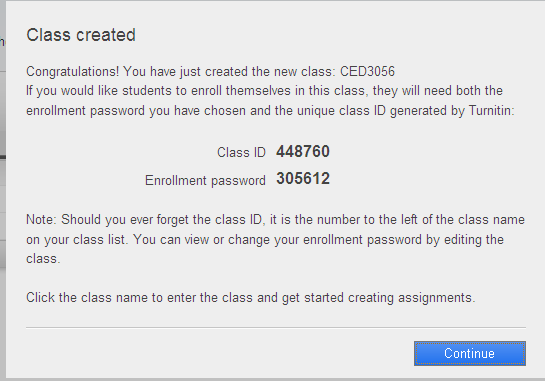 Class created
Congratulations! You have just created the new class: CED3056
If you would like students to enroll themselves in this class, they will need both the
enrollment password you have chosen and the unique class ID generated by Turnitin:
Class ID 448760
Enrollment password 305612
Note: Should you ever forget the class ID, it is the number to the left of the class name
on your class list. You can view or change your enrollment password by editing the
class.
Click the class name to enter the class and get started creating assignments.
Continue